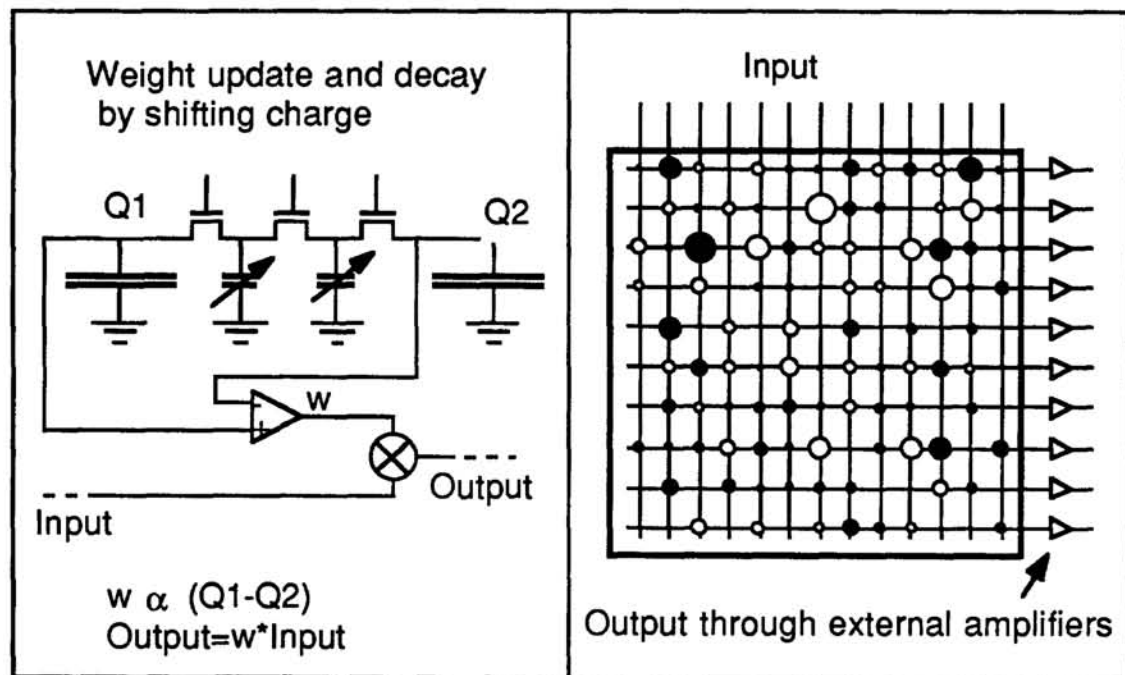 Weight update and decay
by shifting charge
Q1
Q2
w
Output
Input
w α (Q1-Q2)
Output=w*Input
Input
Output through external amplifiers